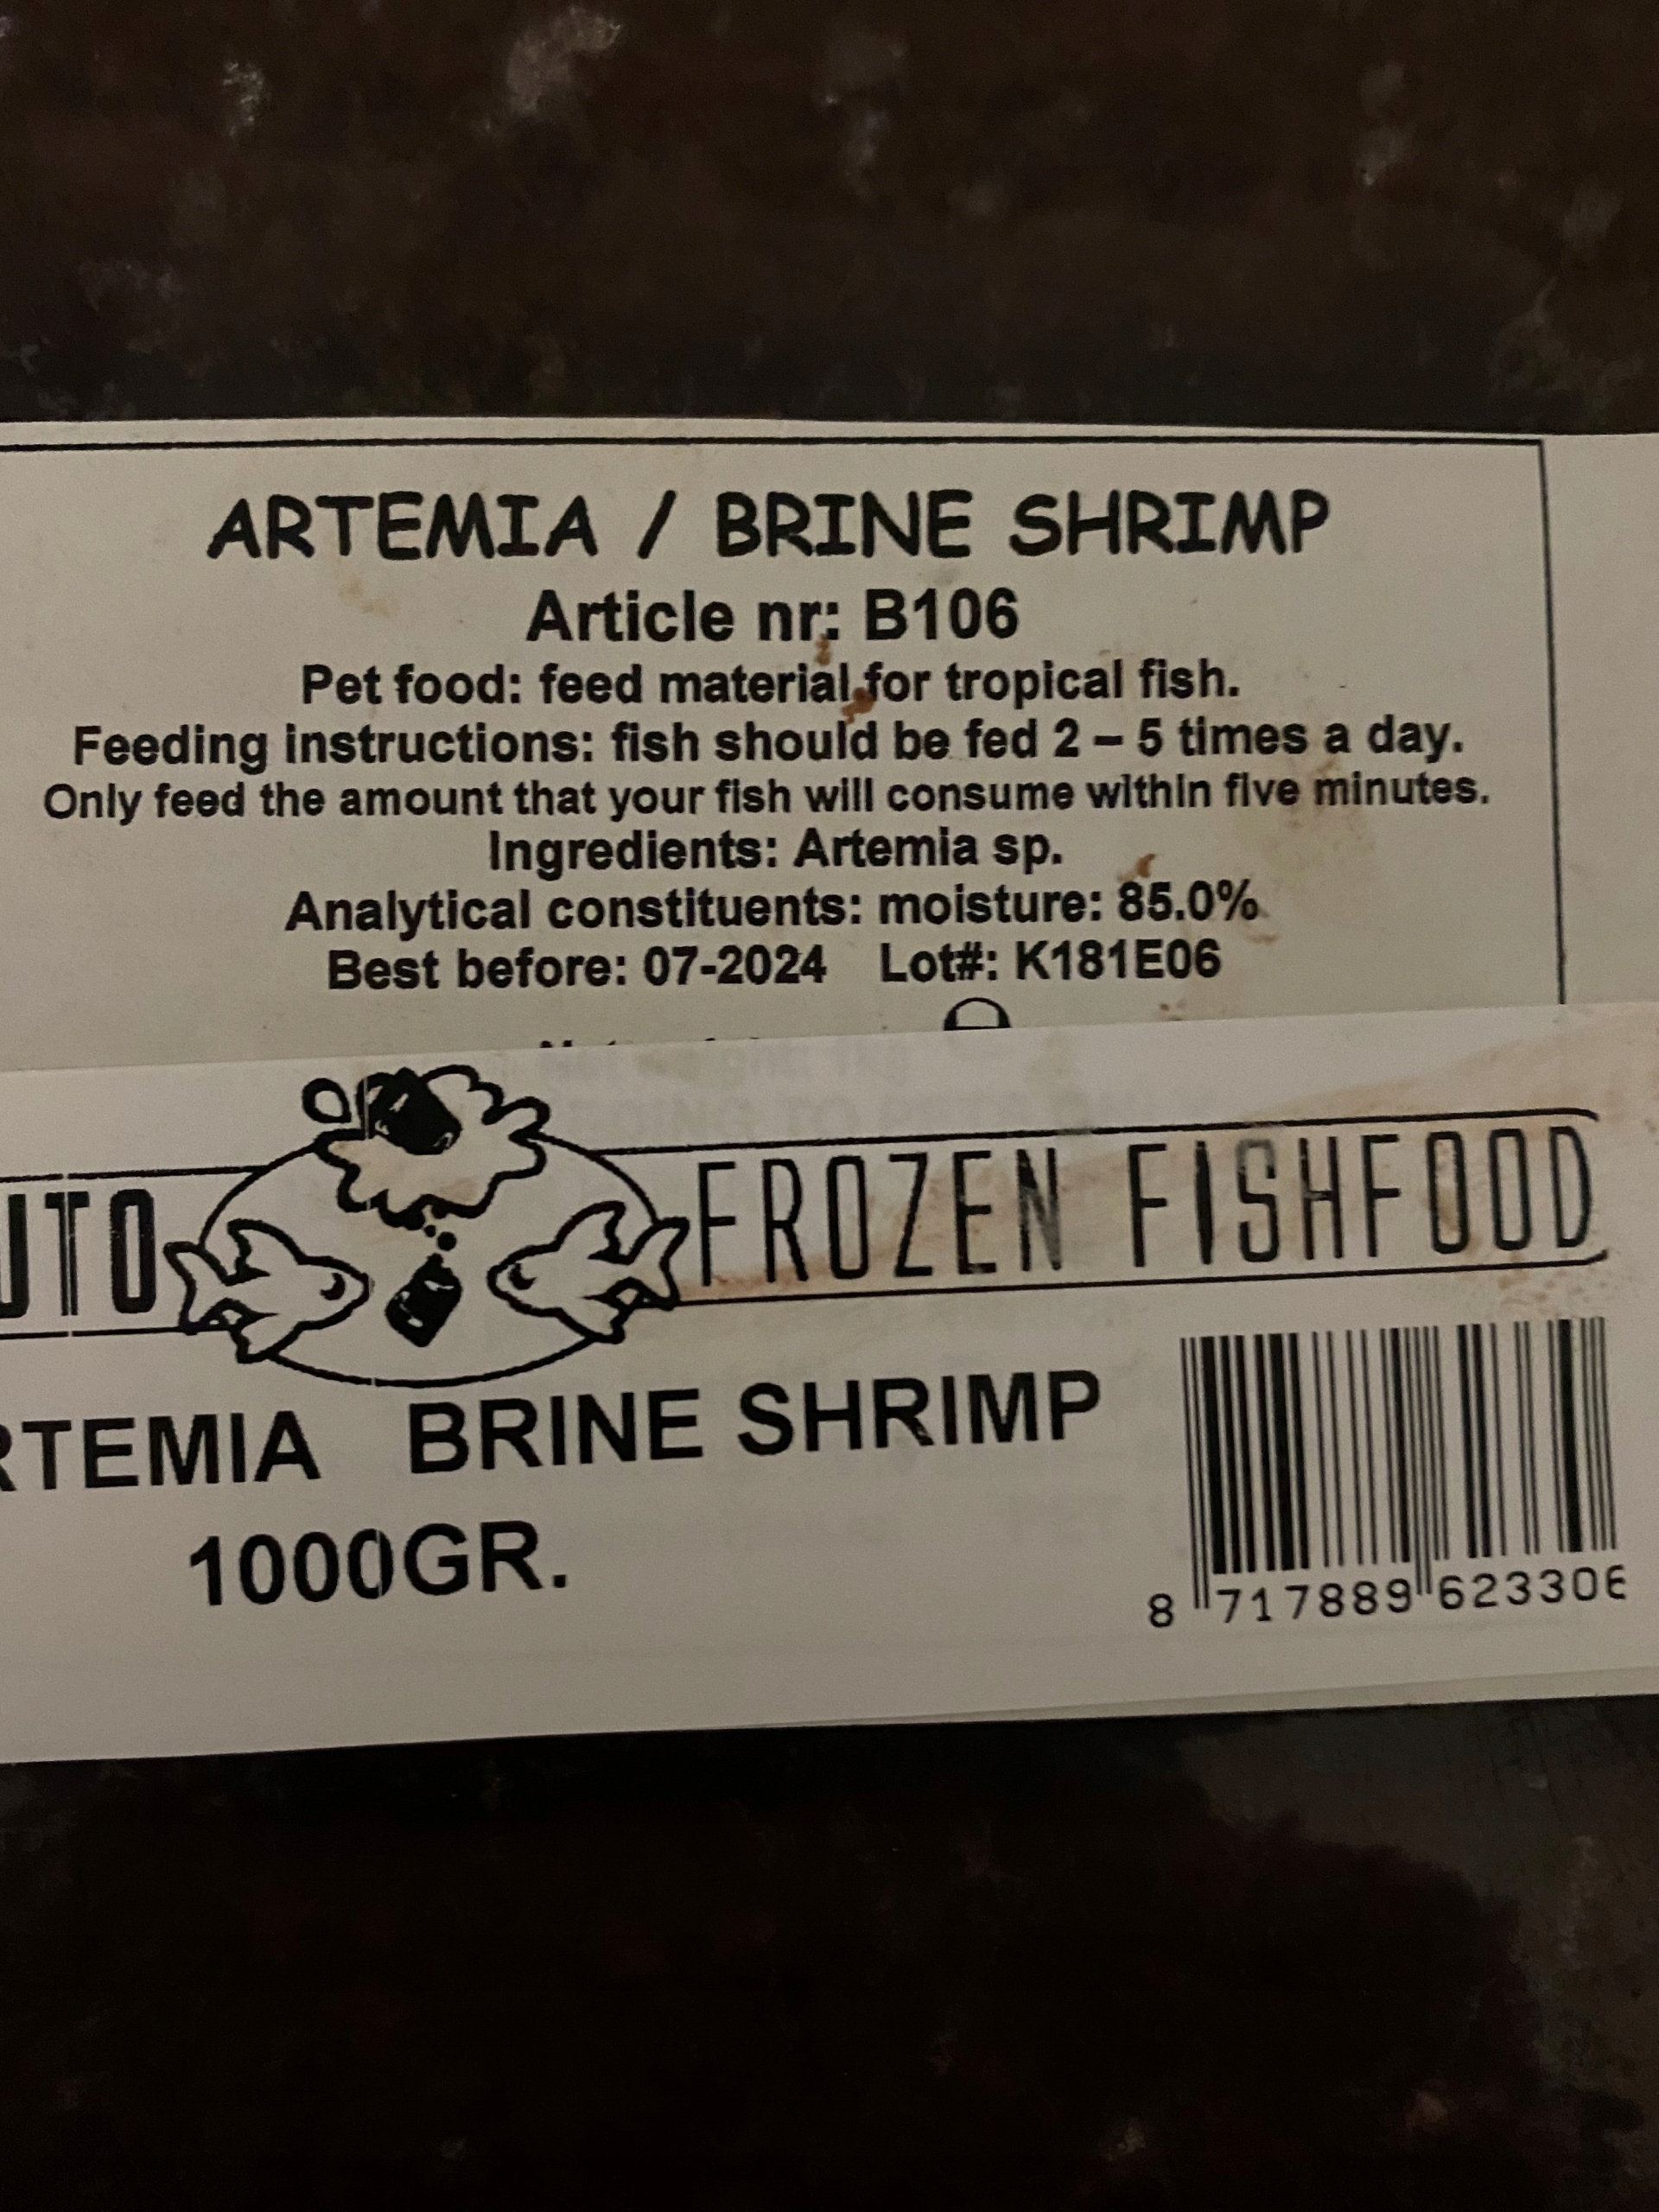 ARTEMIA / BRINE SHRIMP
Article nr: B106
Pet food: feed material for tropical fish.
Feeding instructions: fish should be fed 2 – 5 times a day.
Only feed the amount that your fish will consume within five minutes.
Ingredients: Artemia sp.
Analytical constituents: moisture: 85.0%
Best before: 07-2024 Lot#: K181E06
UTO FROZEN FISHFOOD
RTEMIA BRINE SHRIMP
1000GR.
8 717889 623306